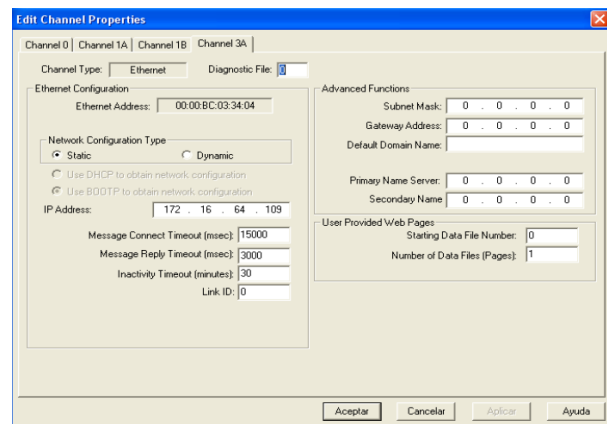 Edit Channel Properties
Channel 0 Channel 1A Channel 1B Channel 3A
Channel Type: Ethernet Diagnostic File: 0
Ethernet Configuration
Ethernet Address: 00:00:BC:03:34:04
Network Configuration Type
Static Dynamic
Use DHCP to obtain network configuration
Use BOOTP to obtain network configuration
IP Address: 172 . 16 . 64 . 109
Message Connect Timeout (msec): 15000
Message Reply Timeout (msec): 3000
Inactivity Timeout (minutes): 30
Link ID: 0
Advanced Functions
Subnet Mask: 0 . 0 . 0 . 0
Gateway Address: 0 . 0 . 0 . 0
Default Domain Name:
Primary Name Server: 0 . 0 . 0 . 0
Secondary Name 0 . 0 . 0 . 0
User Provided Web Pages
Starting Data File Number: 0
Number of Data Files (Pages): 1
Aceptar Cancelar Aplicar Ayuda